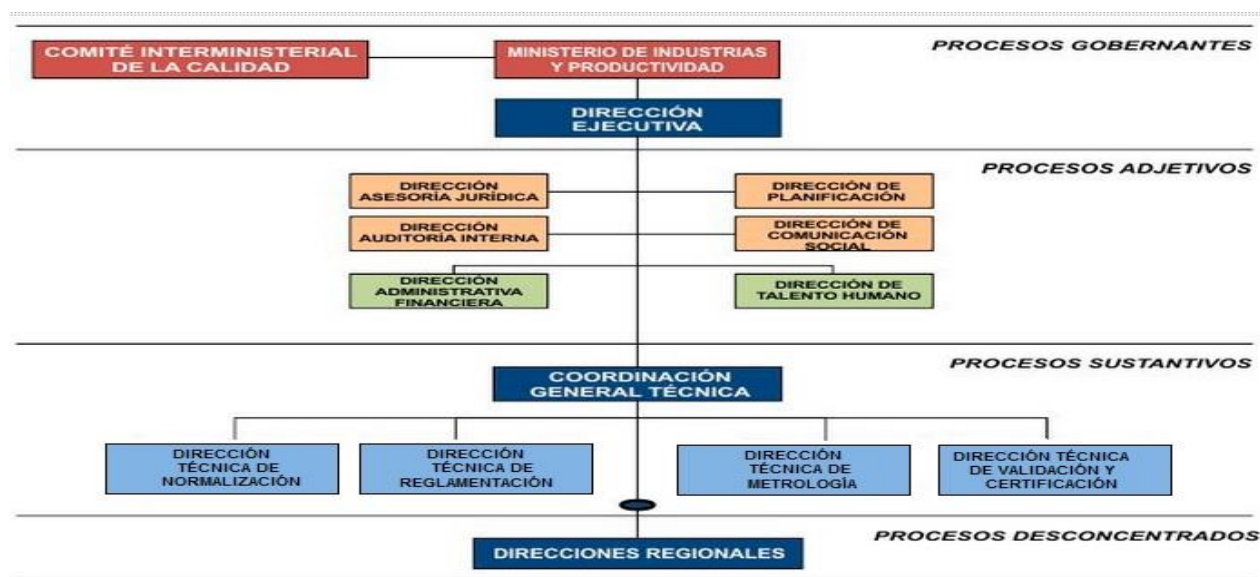 PROCESOS GOBERNANTES
COMITÉ INTERMINISTERIAL
DE LA CALIDAD
MINISTERIO DE INDUSTRIAS
Y PRODUCTIVIDAD
DIRECCIÓN
EJECUTIVA
PROCESOS ADJETIVOS
DIRECCIÓN
ASESORÍA JURÍDICA
DIRECCIÓN DE
PLANIFICACIÓN
DIRECCIÓN
AUDITORÍA INTERNA
DIRECCIÓN DE
COMUNICACIÓN
SOCIAL
DIRECCIÓN
ADMINISTRATIVA
FINANCIERA
DIRECCIÓN DE
TALENTO HUMANO
PROCESOS SUSTANTIVOS
COORDINACIÓN
GENERAL TÉCNICA
DIRECCIÓN
TÉCNICA DE
NORMALIZACIÓN
DIRECCIÓN
TÉCNICA DE
REGLAMENTACIÓN
DIRECCIÓN
TÉCNICA DE
METROLOGÍA
DIRECCIÓN TÉCNICA
DE VALIDACIÓN Y
CERTIFICACIÓN
PROCESOS DESCONCENTRADOS
DIRECCIONES REGIONALES